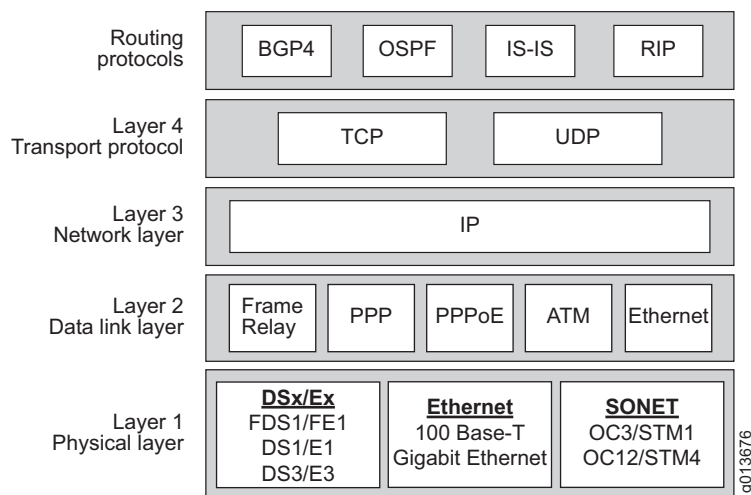 Routing
protocols
BGP4
OSPF
IS-IS
RIP
Layer 4
Transport protocol
TCP
UDP
Layer 3
Network layer
IP
Layer 2
Data link layer
Frame
Relay
PPP
PPPoE
ATM
Ethernet
Layer 1
Physical layer
DSx/Ex
FDS1/FE1
DS1/E1
DS3/E3
Ethernet
100 Base-T
Gigabit Ethernet
SONET
OC3/STM1
OC12/STM4
g013676